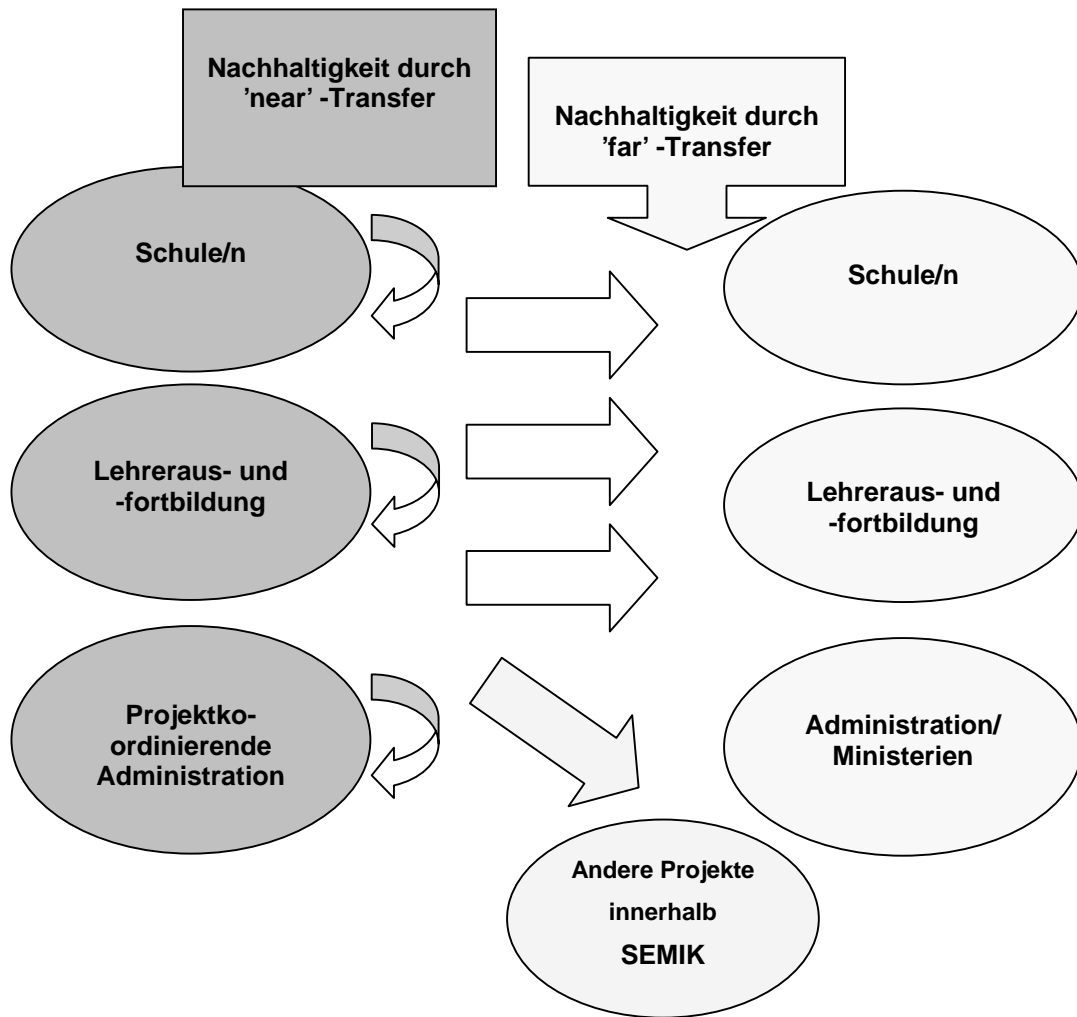 Nachhaltigkeit durch
’near’ -Transfer
Nachhaltigkeit durch
’far’ -Transfer
Schule/n
Schule/n
Lehreraus- und
-fortbildung
Lehreraus- und
-fortbildung
Projektko-
ordinierende
Administration
Administration/
Ministerien
Andere Projekte
innerhalb
SEMIK